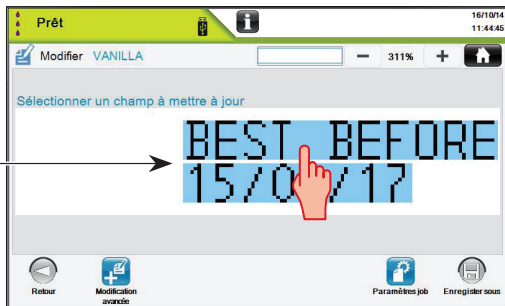 Prêt
16/10/14
11:44:45
Modifier VANILLA
311%
Sélectionner un champ à mettre à jour
BEST BEFORE
15/0 /17
Retour
Modification avancée
Paramètres job
Enregister sous